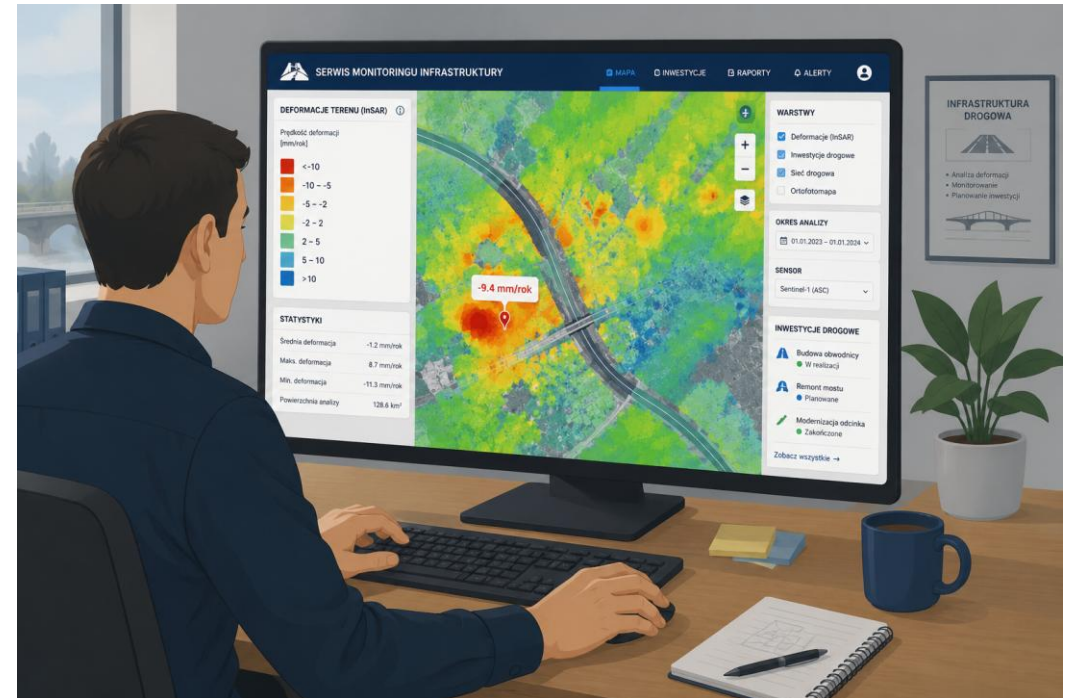 SERWIS MONITORINGU INFRASTRUKTURY
MAPA
INWESTYCJE
RAPORTY
ALERTY
DEFORMACJE TERENU (InSAR)
Prędkość deformacji
[mm/rok]
<-10
-10 – -5
-5 – -2
-2 – 2
2 – 5
5 – 10
>10
STATYSTYKI
Średnia deformacja -1.2 mm/rok
Maks. deformacja 8.7 mm/rok
Min. deformacja -11.3 mm/rok
Powierzchnia analizy 128.6 km²
-9.4 mm/rok
WARSTWY
Deformacje (InSAR)
Inwestycje drogowe
Sieć drogowa
Ortofotomapa
OKRES ANALIZY
01.01.2023 – 01.01.2024
SENSOR
Sentinel-1 (ASC)
INWESTYCJE DROGOWE
Budowa obwodnicy
W realizacji
Remont mostu
Planowane
Modernizacja odcinka
Zakończone
Zobacz wszystkie →
INFRASTRUKTURA
DROGOWA
• Analiza deformacji
• Monitorowanie
• Planowanie inwestycji